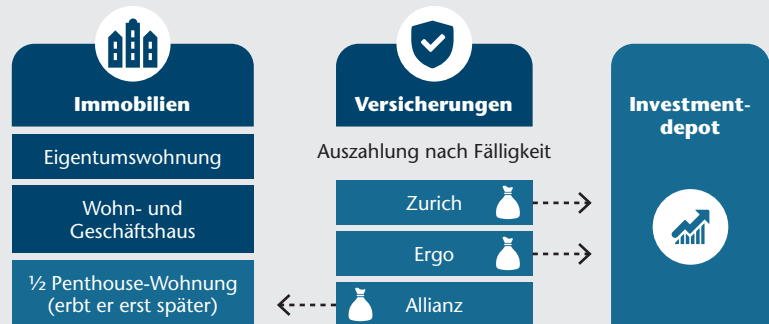 Immobilien
Eigentumswohnung
Wohn- und
Geschäftshaus
½ Penthouse-Wohnung
(erbt er erst später)
Versicherungen
Auszahlung nach Fälligkeit
Zurich
Ergo
Allianz
Investment-
depot